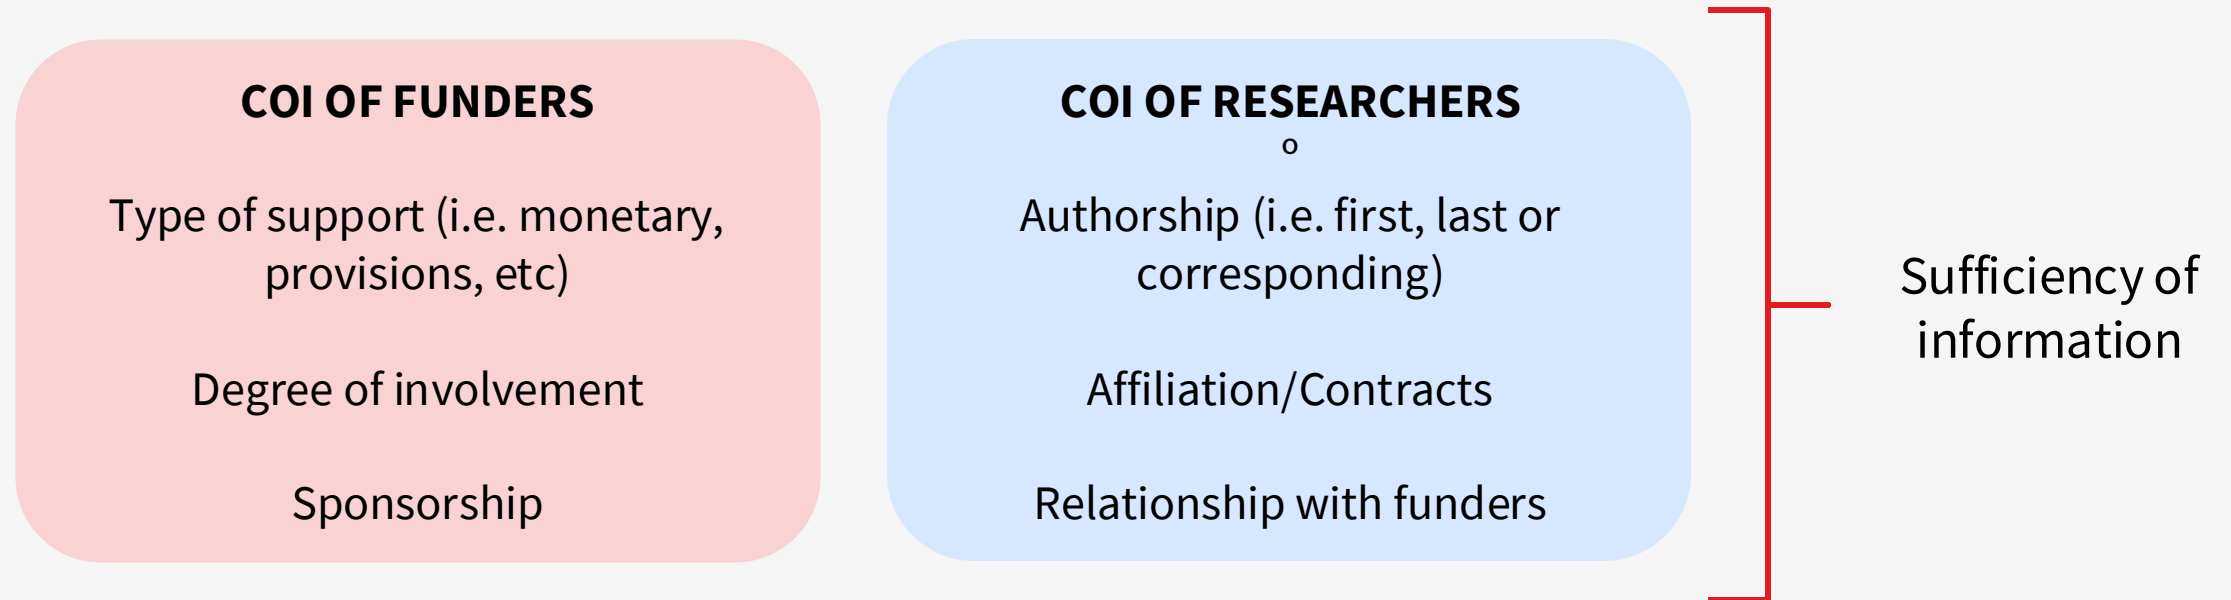 COI OF FUNDERS
Type of support (i.e. monetary,
provisions, etc)
Degree of involvement
Sponsorship
COI OF RESEARCHERS
o
Authorship (i.e. first, last or
corresponding)
Affiliation/Contracts
Relationship with funders
Sufficiency of
information